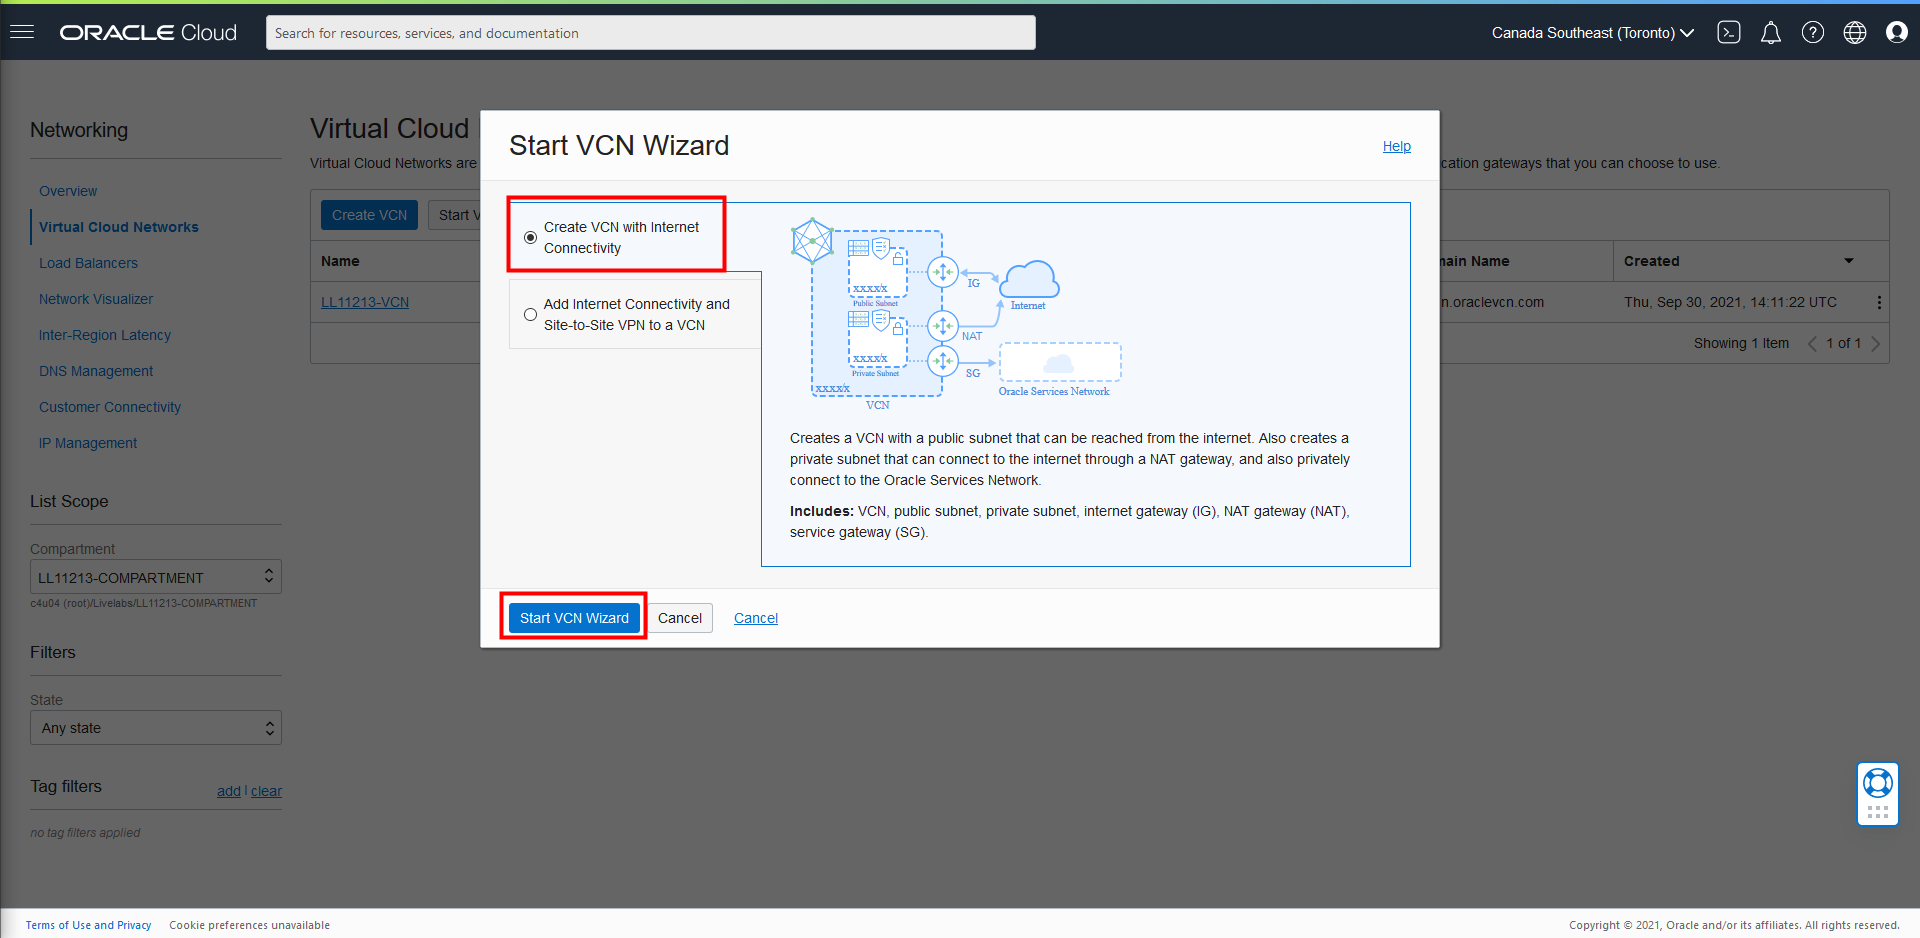 ORACLE Cloud
Search for resources, services, and documentation
Canada Southeast (Toronto)
Networking
Overview
Virtual Cloud Networks
Load Balancers
Network Visualizer
Inter-Region Latency
DNS Management
Customer Connectivity
IP Management
List Scope
Compartment
LL11213-COMPARTMENT
c4u04 (root)/Livelabs/LL11213-COMPARTMENT
Filters
State
Any state
Tag filters
add | clear
no tag filters applied
Virtual Cloud
Virtual Cloud Networks are
cation gateways that you can choose to use.
Create VCN
Start V
Name
main Name
Created
LL11213-VCN
n.oraclevcn.com
Thu, Sep 30, 2021, 14:11:22 UTC
Showing 1 Item
1 of 1
Start VCN Wizard
Help
Create VCN with Internet
Connectivity
Add Internet Connectivity and
Site-to-Site VPN to a VCN
XXXX/X
Public Subnet
IG
Internet
NAT
XXXX/X
Private Subnet
SG
XXXX/X
Oracle Services Network
VCN
Creates a VCN with a public subnet that can be reached from the internet. Also creates a
private subnet that can connect to the internet through a NAT gateway, and also privately
connect to the Oracle Services Network.
Includes: VCN, public subnet, private subnet, internet gateway (IG), NAT gateway (NAT),
service gateway (SG).
Start VCN Wizard
Cancel
Cancel
Terms of Use and Privacy
Cookie preferences unavailable
Copyright © 2021, Oracle and/or its affiliates. All rights reserved.